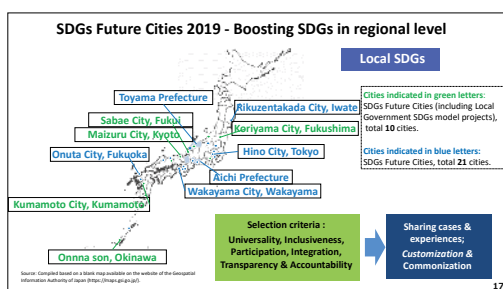 SDGs Future Cities 2019 - Boosting SDGs in regional level
Local SDGs
Toyama Prefecture
Rikuzentakada City, Iwate
Sabae City, Fukui
Koriyama City, Fukushima
Maizuru City, Kyoto
Onuta City, Fukuoka
Hino City, Tokyo
Aichi Prefecture
Wakayama City, Wakayama
Kumamoto City, Kumamoto
Onnna son, Okinawa
Cities indicated in green letters:
SDGs Future Cities (including Local
Government SDGs model projects),
total 10 cities.
Cities indicated in blue letters:
SDGs Future Cities, total 21 cities.
Selection criteria :
Universality, Inclusiveness,
Participation, Integration,
Transparency & Accountability
Sharing cases &
experiences;
Customization &
Commonization
Source: Compiled based on a blank map available on the website of the Geospatial
Information Authority of Japan (https://maps.gsi.go.jp/).
17